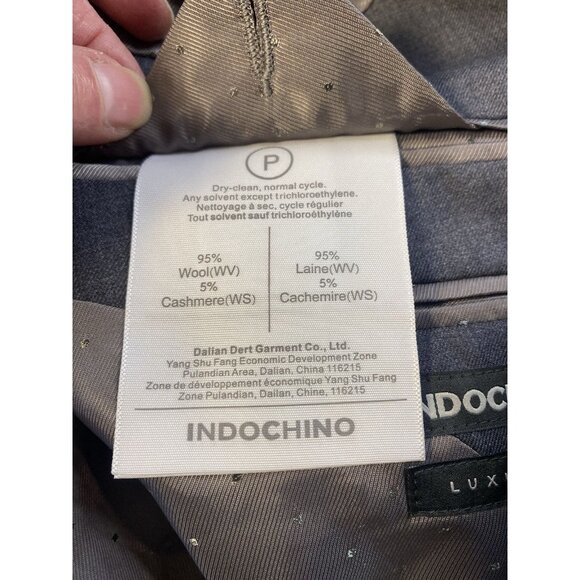 P
Dry-clean, normal cycle.
Any solvent except trichloroethylene.
Nettoyage à sec, cycle régulier
Tout solvent sauf trichloroéthylène
95%
Wool(WV)
5%
Cashmere(WS)
95%
Laine(WV)
5%
Cachemire(WS)
Dalian Dert Garment Co., Ltd.
Yang Shu Fang Economic Development Zone
Pulandian Area, Dalian, China 116215
Zone de développement économique Yang Shu Fang
Zone Pulandian, Dalian, Chine, 116215
INDOCHINO
NDOCH
LUXU